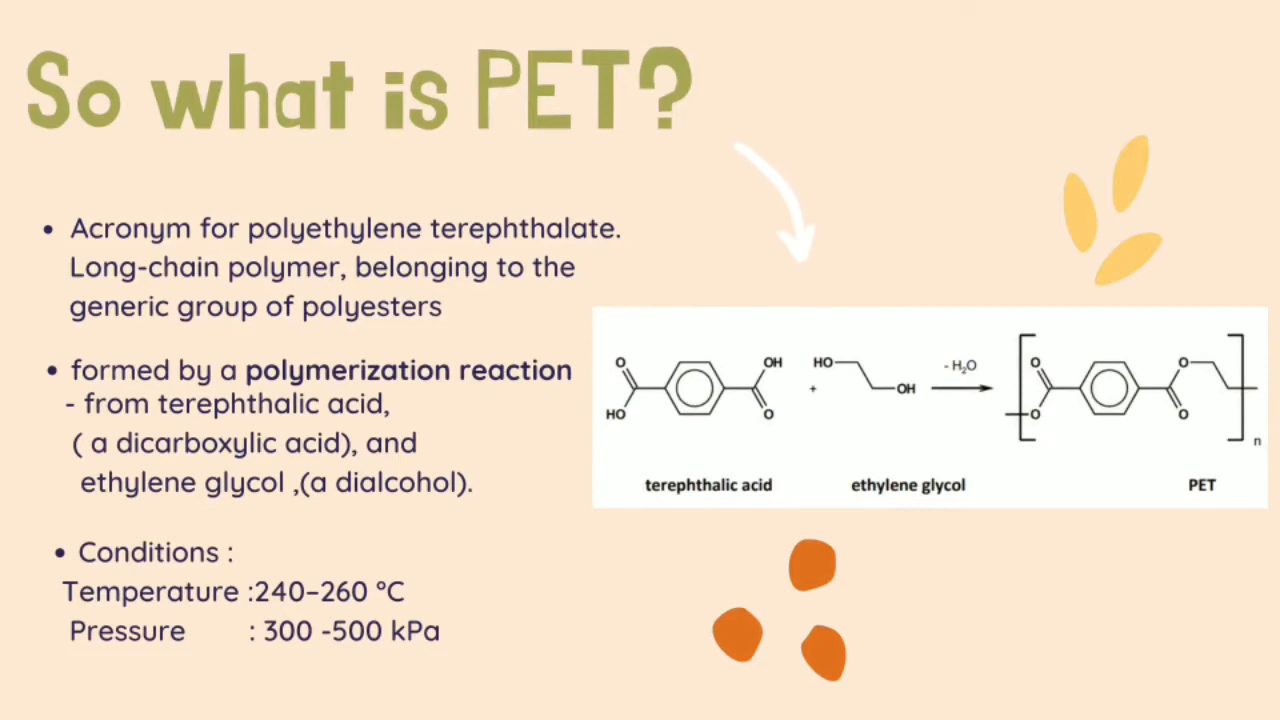 So what is PET?
• Acronym for polyethylene terephthalate.
Long-chain polymer, belonging to the
generic group of polyesters
• formed by a polymerization reaction
- from terephthalic acid,
( a dicarboxylic acid), and
ethylene glycol ,(a dialcohol).
• Conditions :
Temperature :240–260 °C
Pressure : 300 -500 kPa
O OH HO - H₂O O O
+
HO O OH O O
n
terephthalic acid ethylene glycol PET